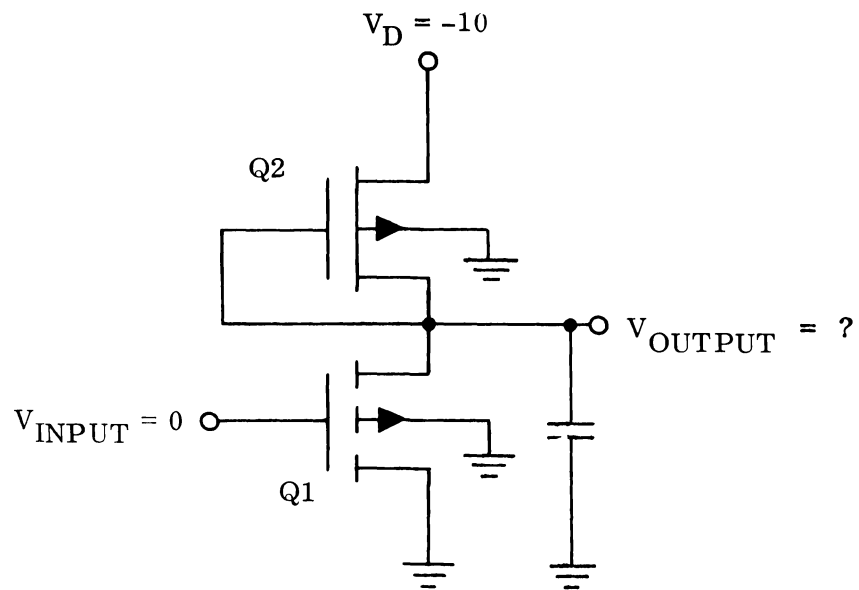 V_D = -10
Q2
V_OUTPUT = ?
V_INPUT = 0
Q1